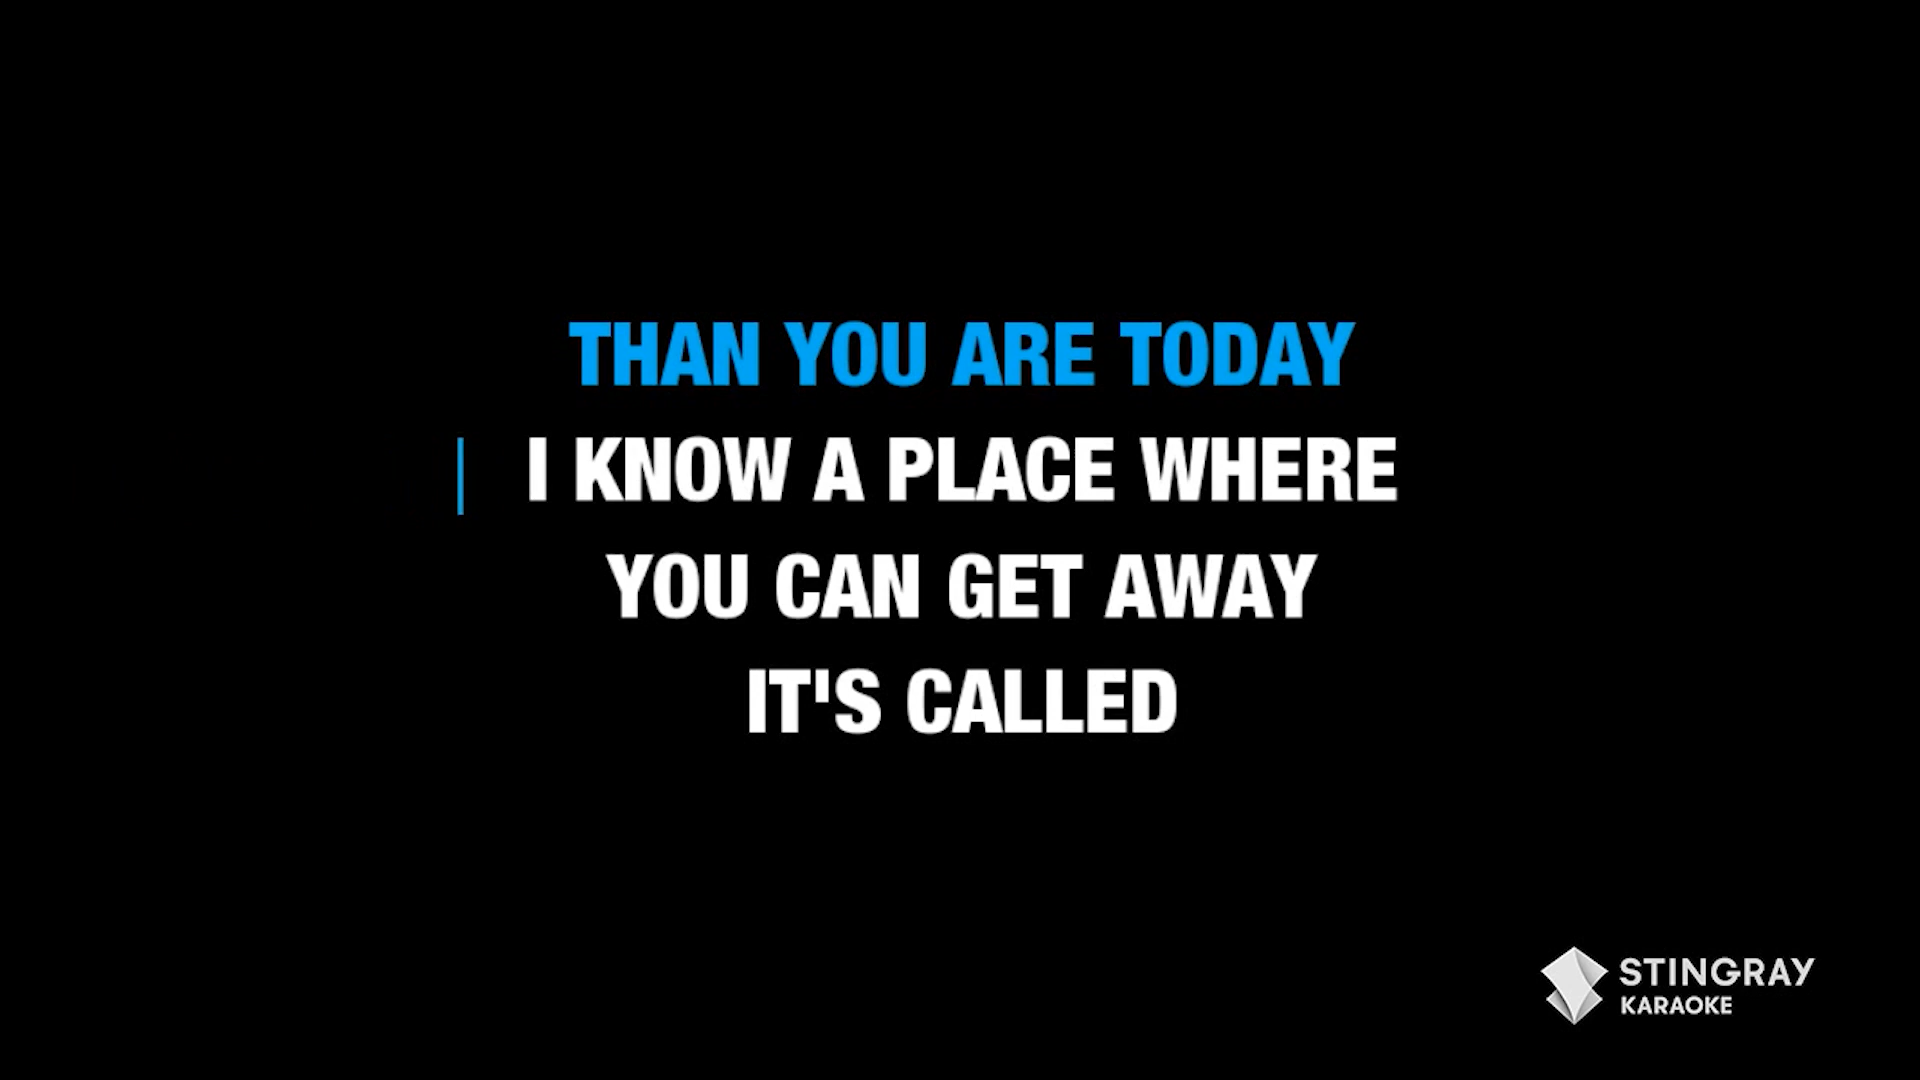 THAN YOU ARE TODAY
I KNOW A PLACE WHERE
YOU CAN GET AWAY
IT'S CALLED
STINGRAY
KARAOKE